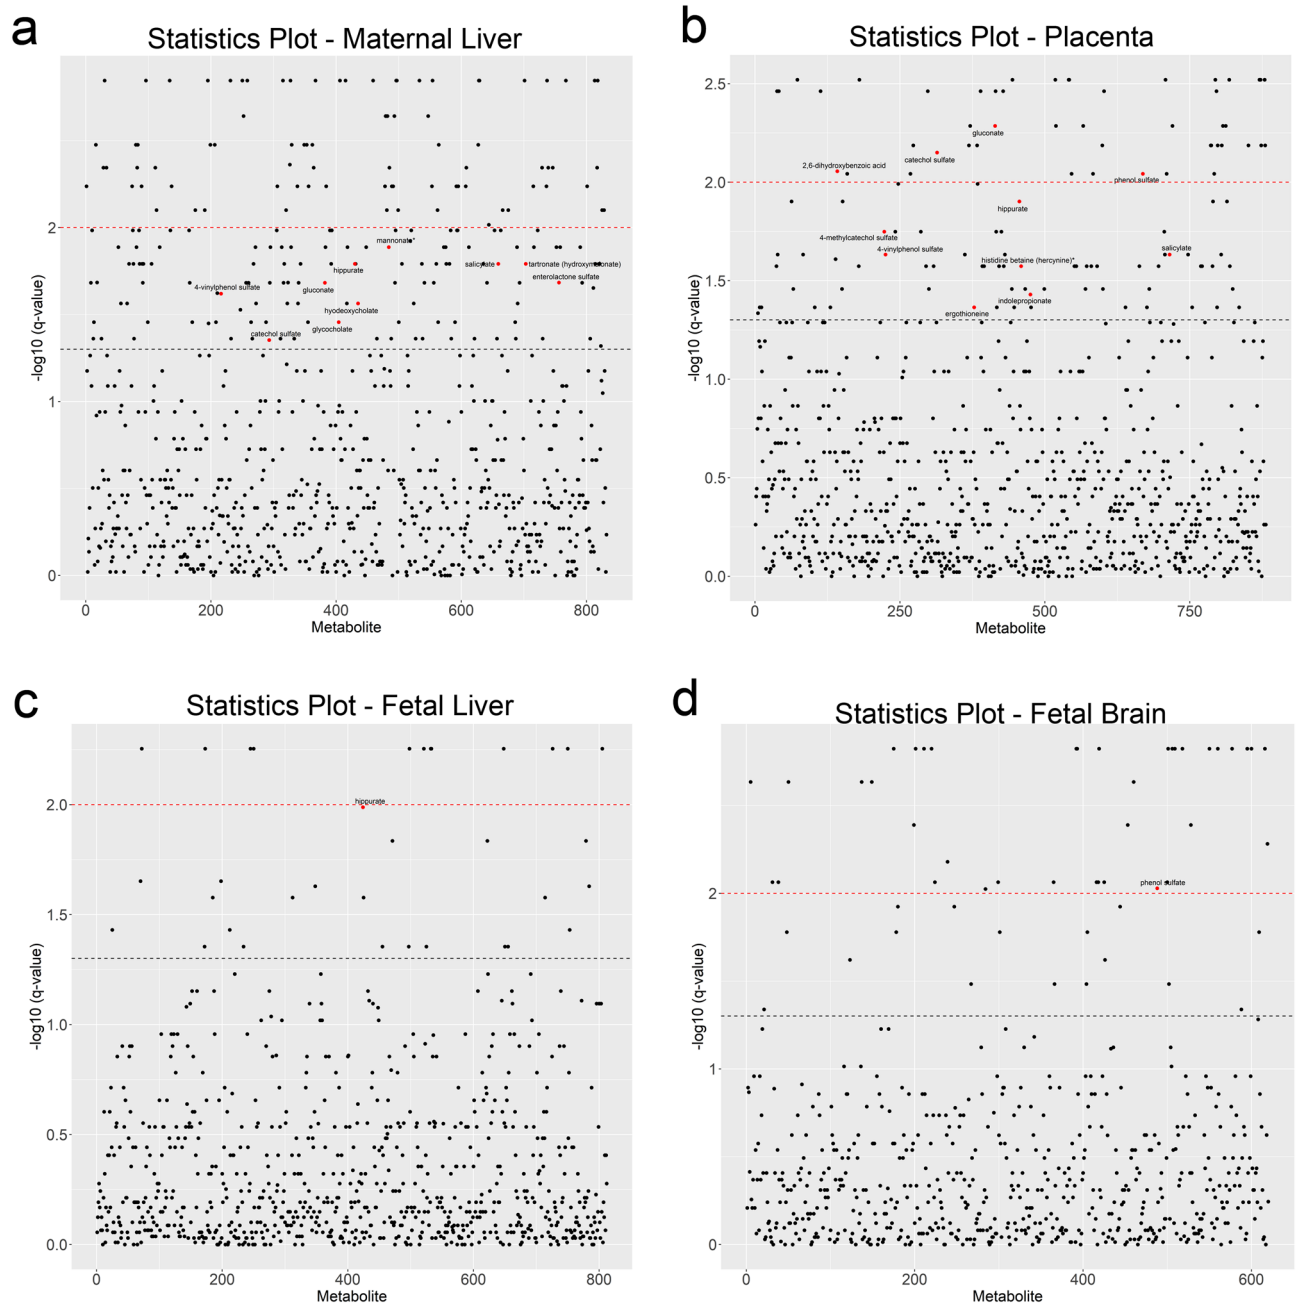 a
Statistics Plot - Maternal Liver
-log10 (q-value)
2
1
0
mannonate*
hippurate
salicylate
tartronate (hydroxymalonate)
enterolactone sulfate
4-vinylphenol sulfate
gluconate
hyodeoxycholate
glycocholate
catechol sulfate
0 200 400 600 800
Metabolite
b
Statistics Plot - Placenta
-log10 (q-value)
2.5
2.0
1.5
1.0
0.5
0.0
gluconate
catechol sulfate
2,6-dihydroxybenzoic acid
phenol sulfate
hippurate
4-methylcatechol sulfate
4-vinylphenol sulfate
salicylate
histidine betaine (hercynine)*
indolepropionate
ergothioneine
0 250 500 750
Metabolite
c
Statistics Plot - Fetal Liver
-log10 (q-value)
2.0
1.5
1.0
0.5
0.0
hippurate
0 200 400 600 800
Metabolite
d
Statistics Plot - Fetal Brain
-log10 (q-value)
2
1
0
phenol sulfate
0 200 400 600
Metabolite